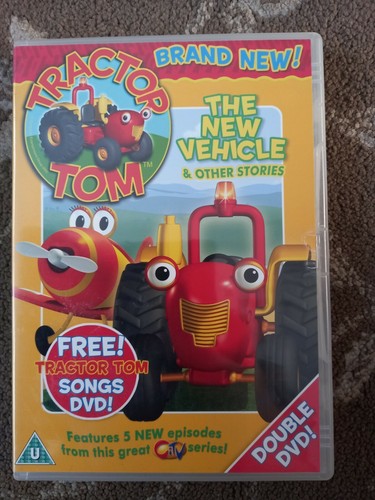 BRAND NEW!
TRACTOR
TOM™
THE
NEW
VEHICLE
& OTHER STORIES
FREE!
TRACTOR TOM
SONGS
DVD!
Features 5 NEW episodes
from this great CiTV series!
DOUBLE
DVD!
U